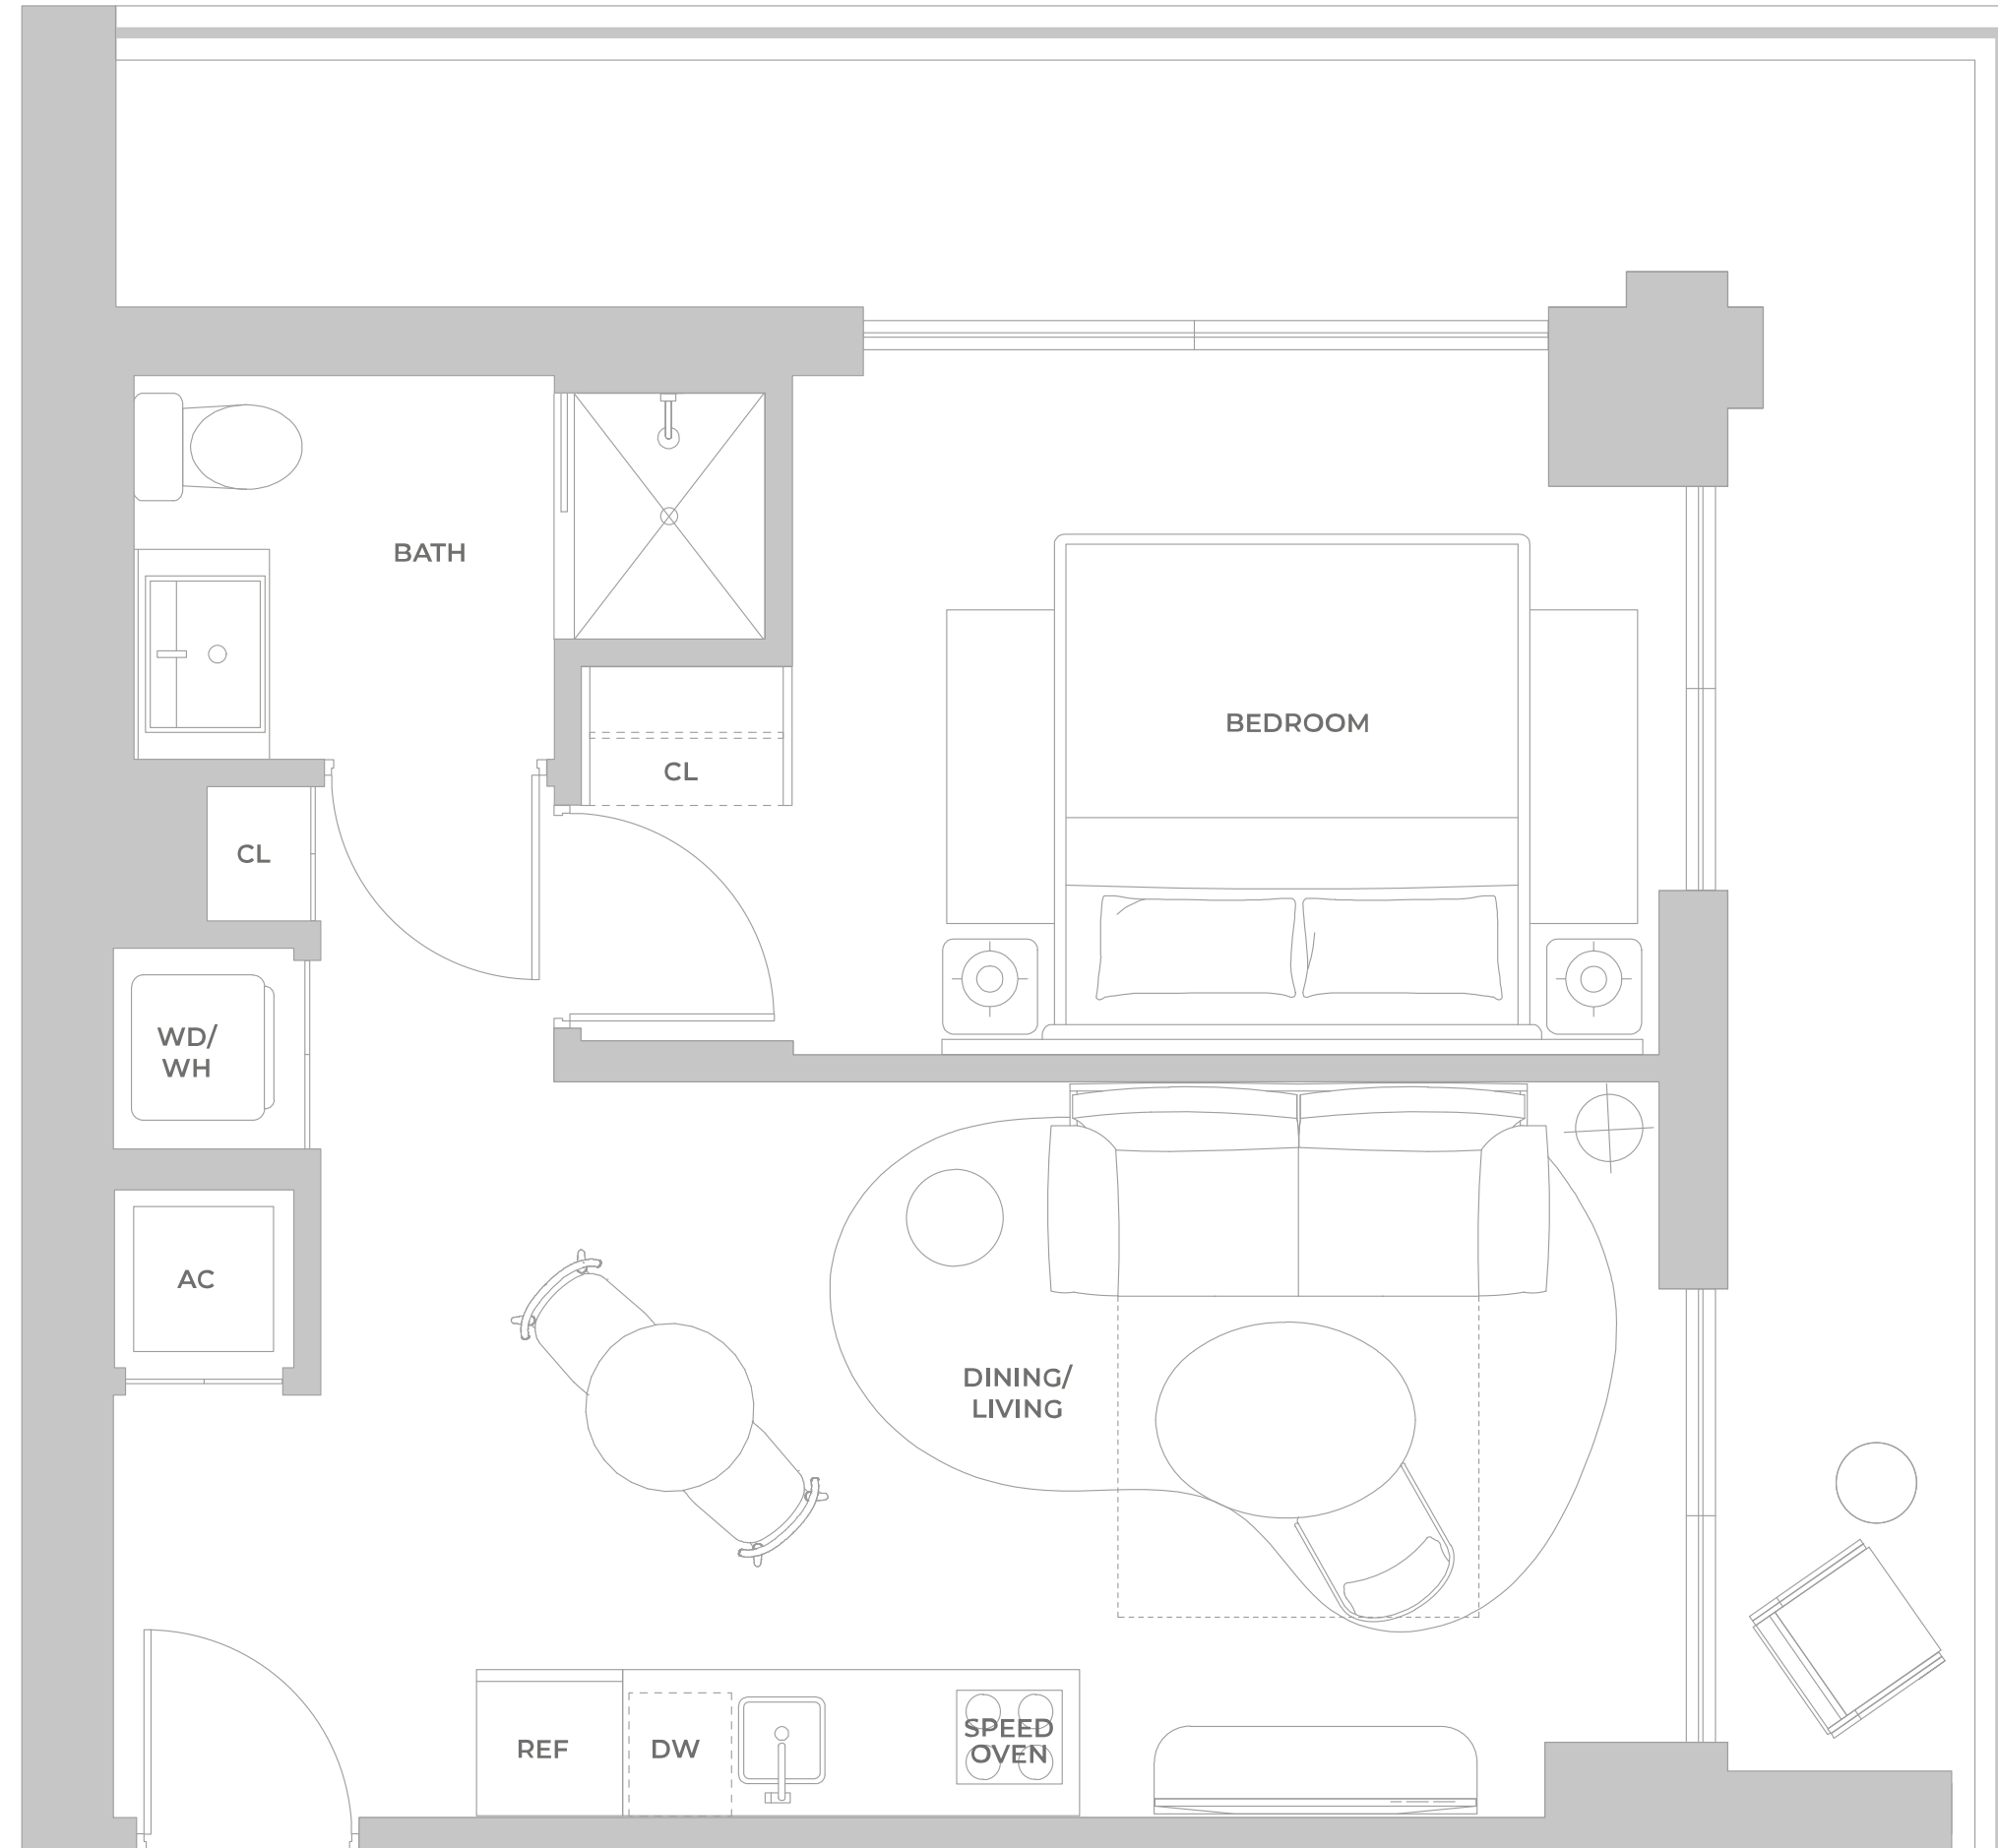 BATH
BEDROOM
CL
CL
WD/
WH
AC
DINING/
LIVING
REF
DW
SPEED
OVEN